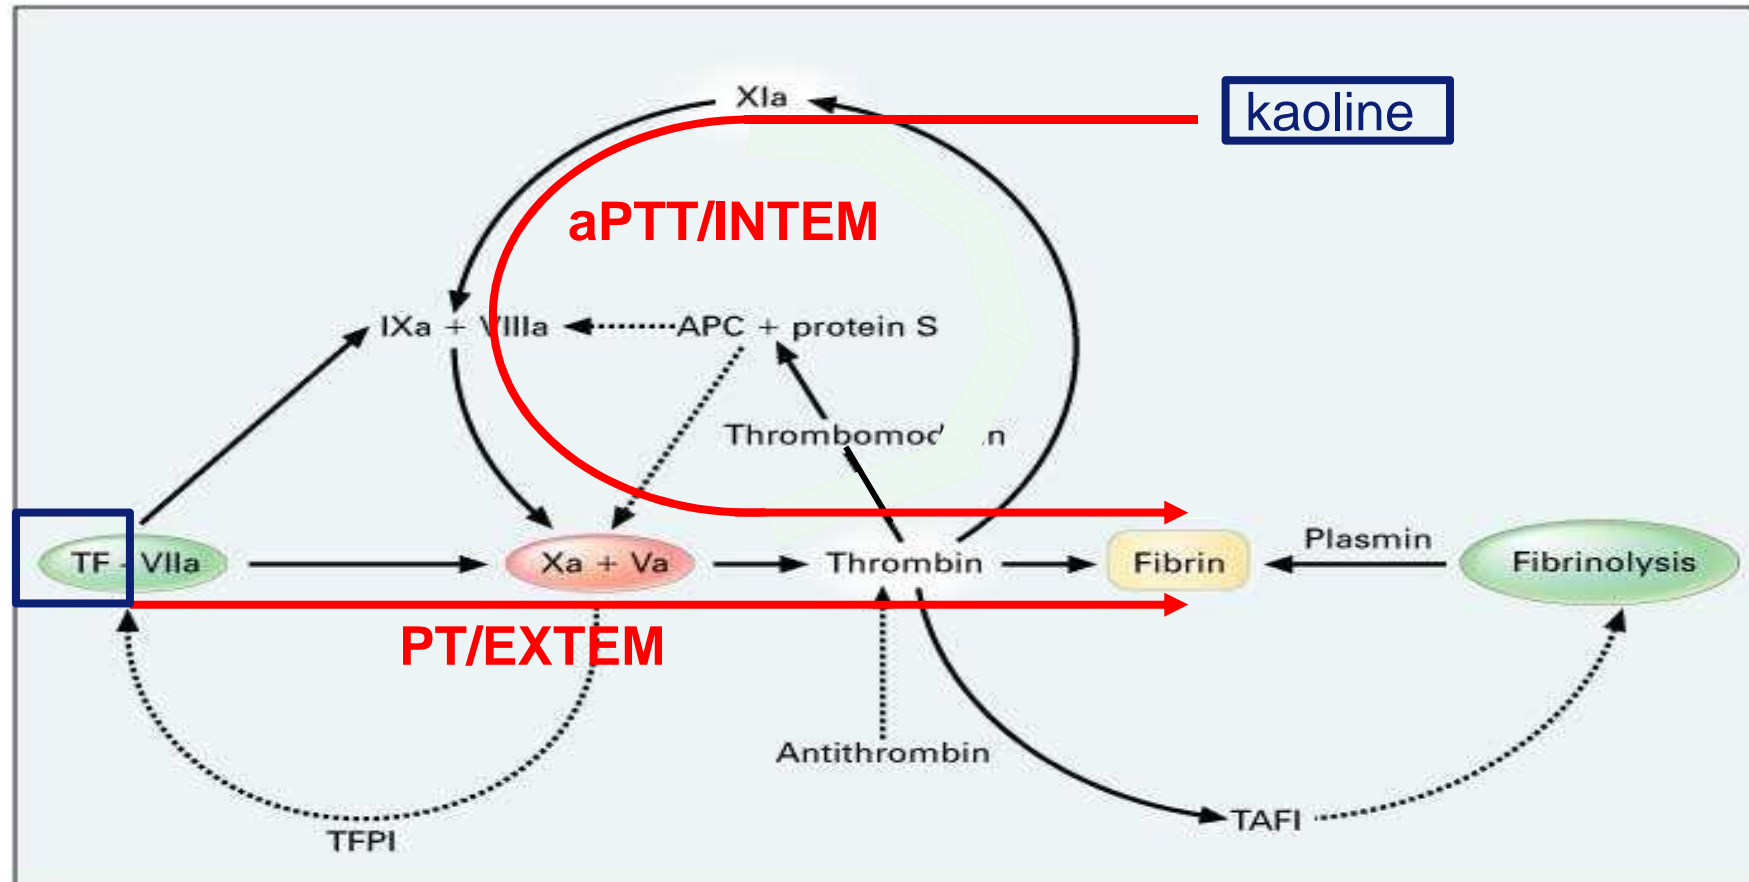 XIa
kaoline
aPTT/INTEM
IXa + VIIIa
APC + protein S
TF - VIIa
Xa + Va
Thrombin
Fibrin
Plasmin
Fibrinolysis
PT/EXTEM
Antithrombin
TFPI
TAFI